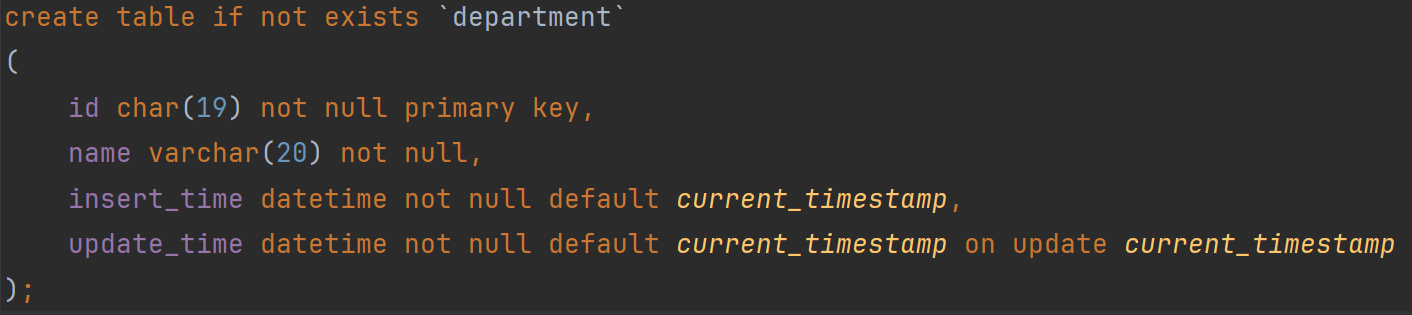 create table if not exists `department`
(
    id char(19) not null primary key,
    name varchar(20) not null,
    insert_time datetime not null default current_timestamp,
    update_time datetime not null default current_timestamp on update current_timestamp
);